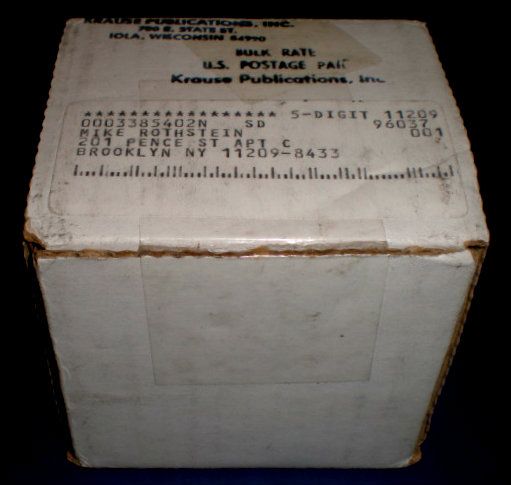 KRAUSE PUBLICATIONS, INC.
700 E. STATE ST.
IOLA, WISCONSIN 54990
BULK RATE
U.S. POSTAGE PAI
Krause Publications, Inc.
***************** 5-DIGIT 11209
0003385402N SD 96037
MIKE ROTHSTEIN 001
201 PENCE ST APT C
BROOKLYN NY 11209-8433